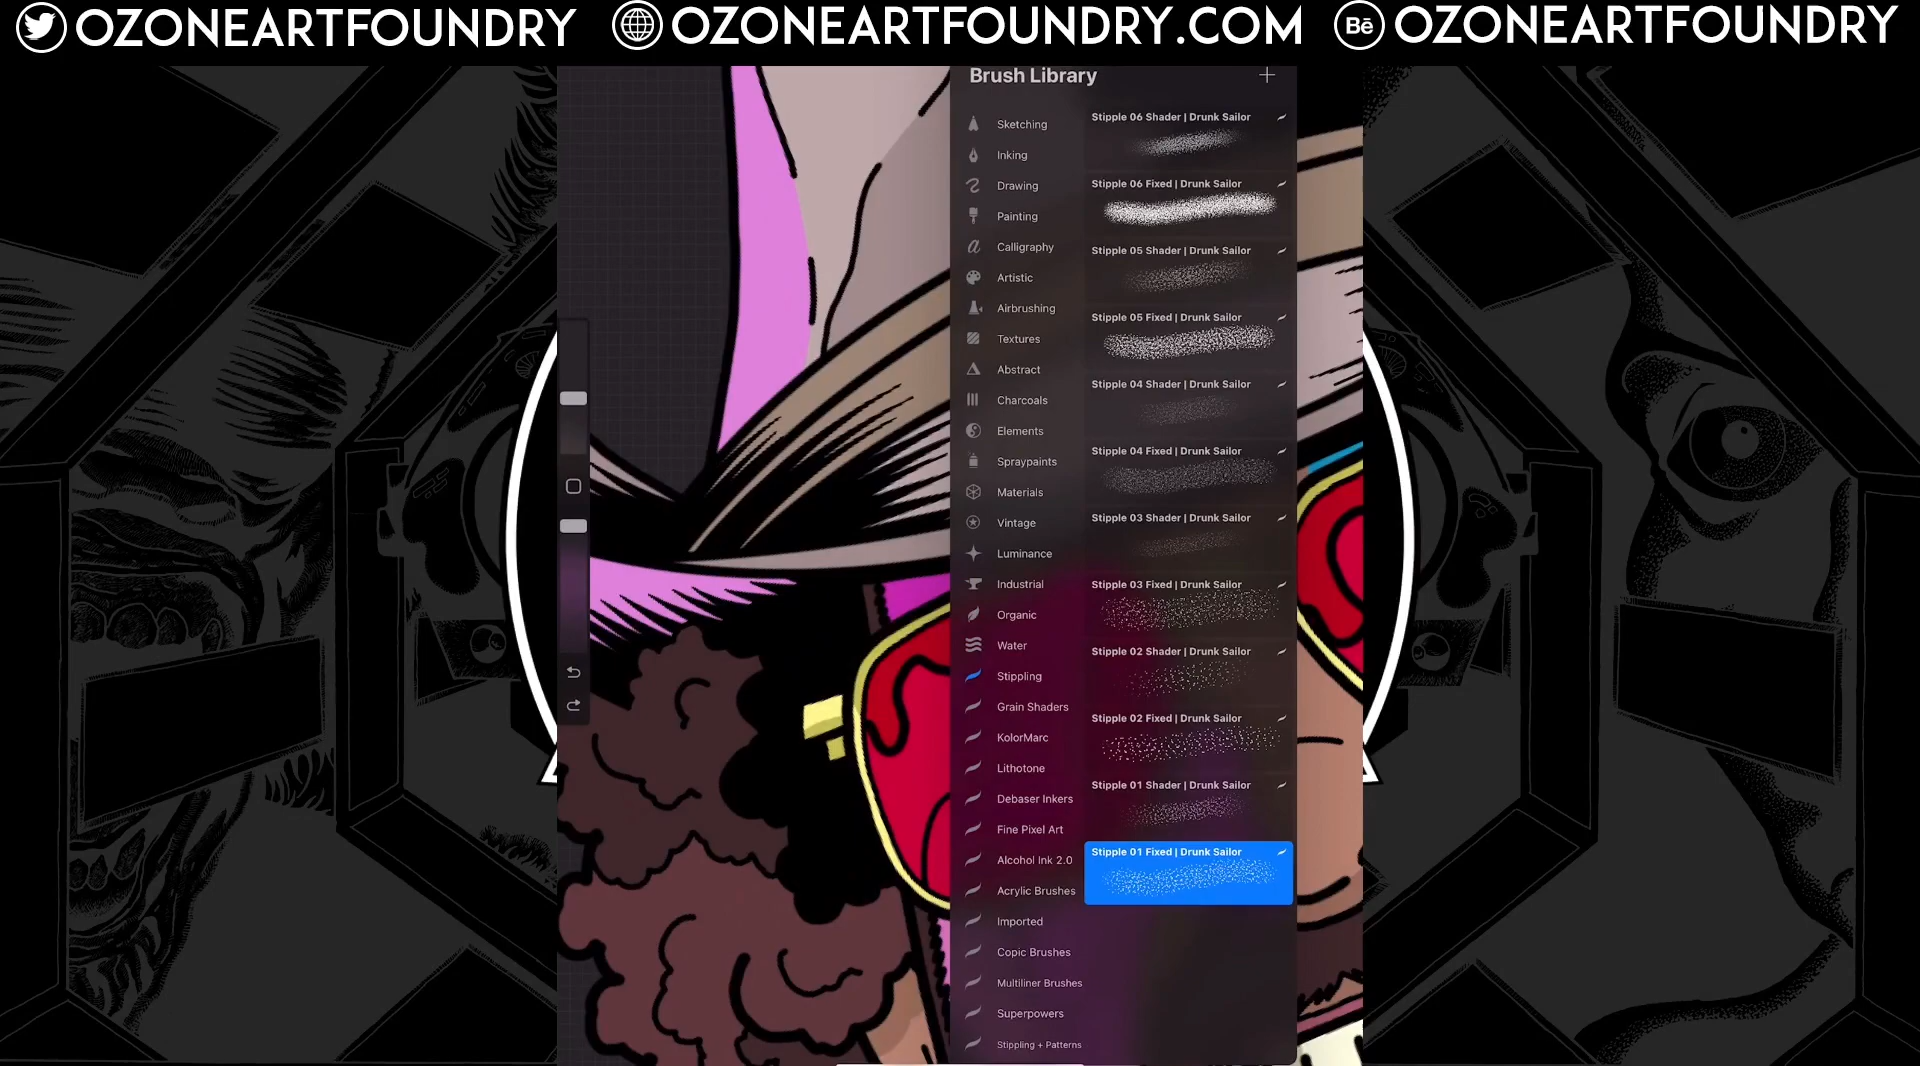 OZONEARTFOUNDRY
OZONEARTFOUNDRY.COM
Bē OZONEARTFOUNDRY
Brush Library
Sketching
Inking
Drawing
Painting
Calligraphy
Artistic
Airbrushing
Textures
Abstract
Charcoals
Elements
Spraypaints
Materials
Vintage
Luminance
Industrial
Organic
Water
Stippling
Grain Shaders
KolorMarc
Lithotone
Debaser Inkers
Fine Pixel Art
Alcohol Ink 2.0
Acrylic Brushes
Imported
Copic Brushes
Multiliner Brushes
Superpowers
Stippling + Patterns
Stipple 06 Shader | Drunk Sailor
Stipple 06 Fixed | Drunk Sailor
Stipple 05 Shader | Drunk Sailor
Stipple 05 Fixed | Drunk Sailor
Stipple 04 Shader | Drunk Sailor
Stipple 04 Fixed | Drunk Sailor
Stipple 03 Shader | Drunk Sailor
Stipple 03 Fixed | Drunk Sailor
Stipple 02 Shader | Drunk Sailor
Stipple 02 Fixed | Drunk Sailor
Stipple 01 Shader | Drunk Sailor
Stipple 01 Fixed | Drunk Sailor